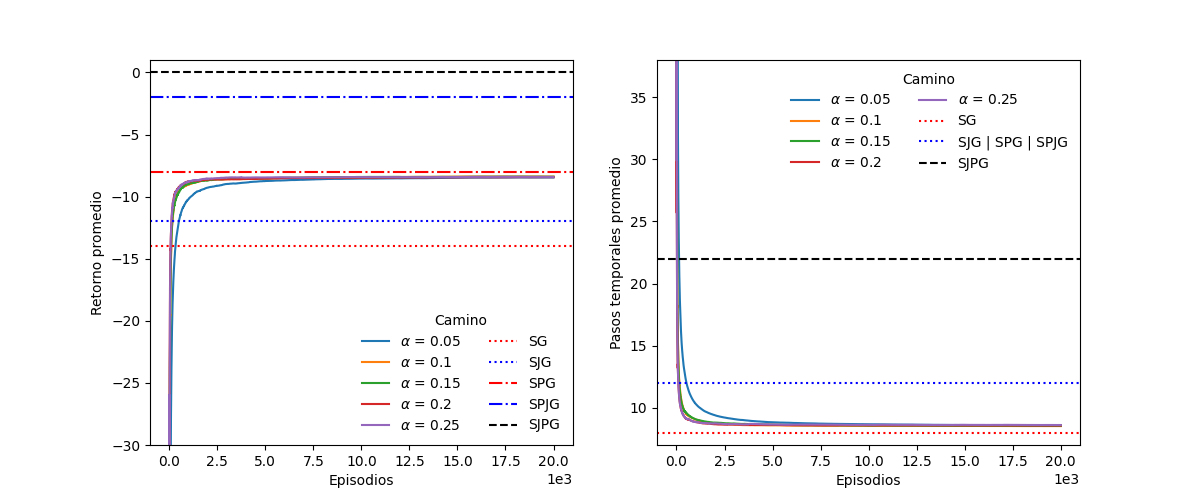 Retorno promedio
0
−5
−10
−15
−20
−25
−30
0.0 2.5 5.0 7.5 10.0 12.5 15.0 17.5 20.0
1e3
Episodios
Camino
α = 0.05
α = 0.1
α = 0.15
α = 0.2
α = 0.25
SG
SJG
SPG
SPJG
SJPG
Pasos temporales promedio
35
30
25
20
15
10
0.0 2.5 5.0 7.5 10.0 12.5 15.0 17.5 20.0
1e3
Episodios
Camino
α = 0.05
α = 0.1
α = 0.15
α = 0.2
α = 0.25
SG
SJG | SPG | SPJG
SJPG